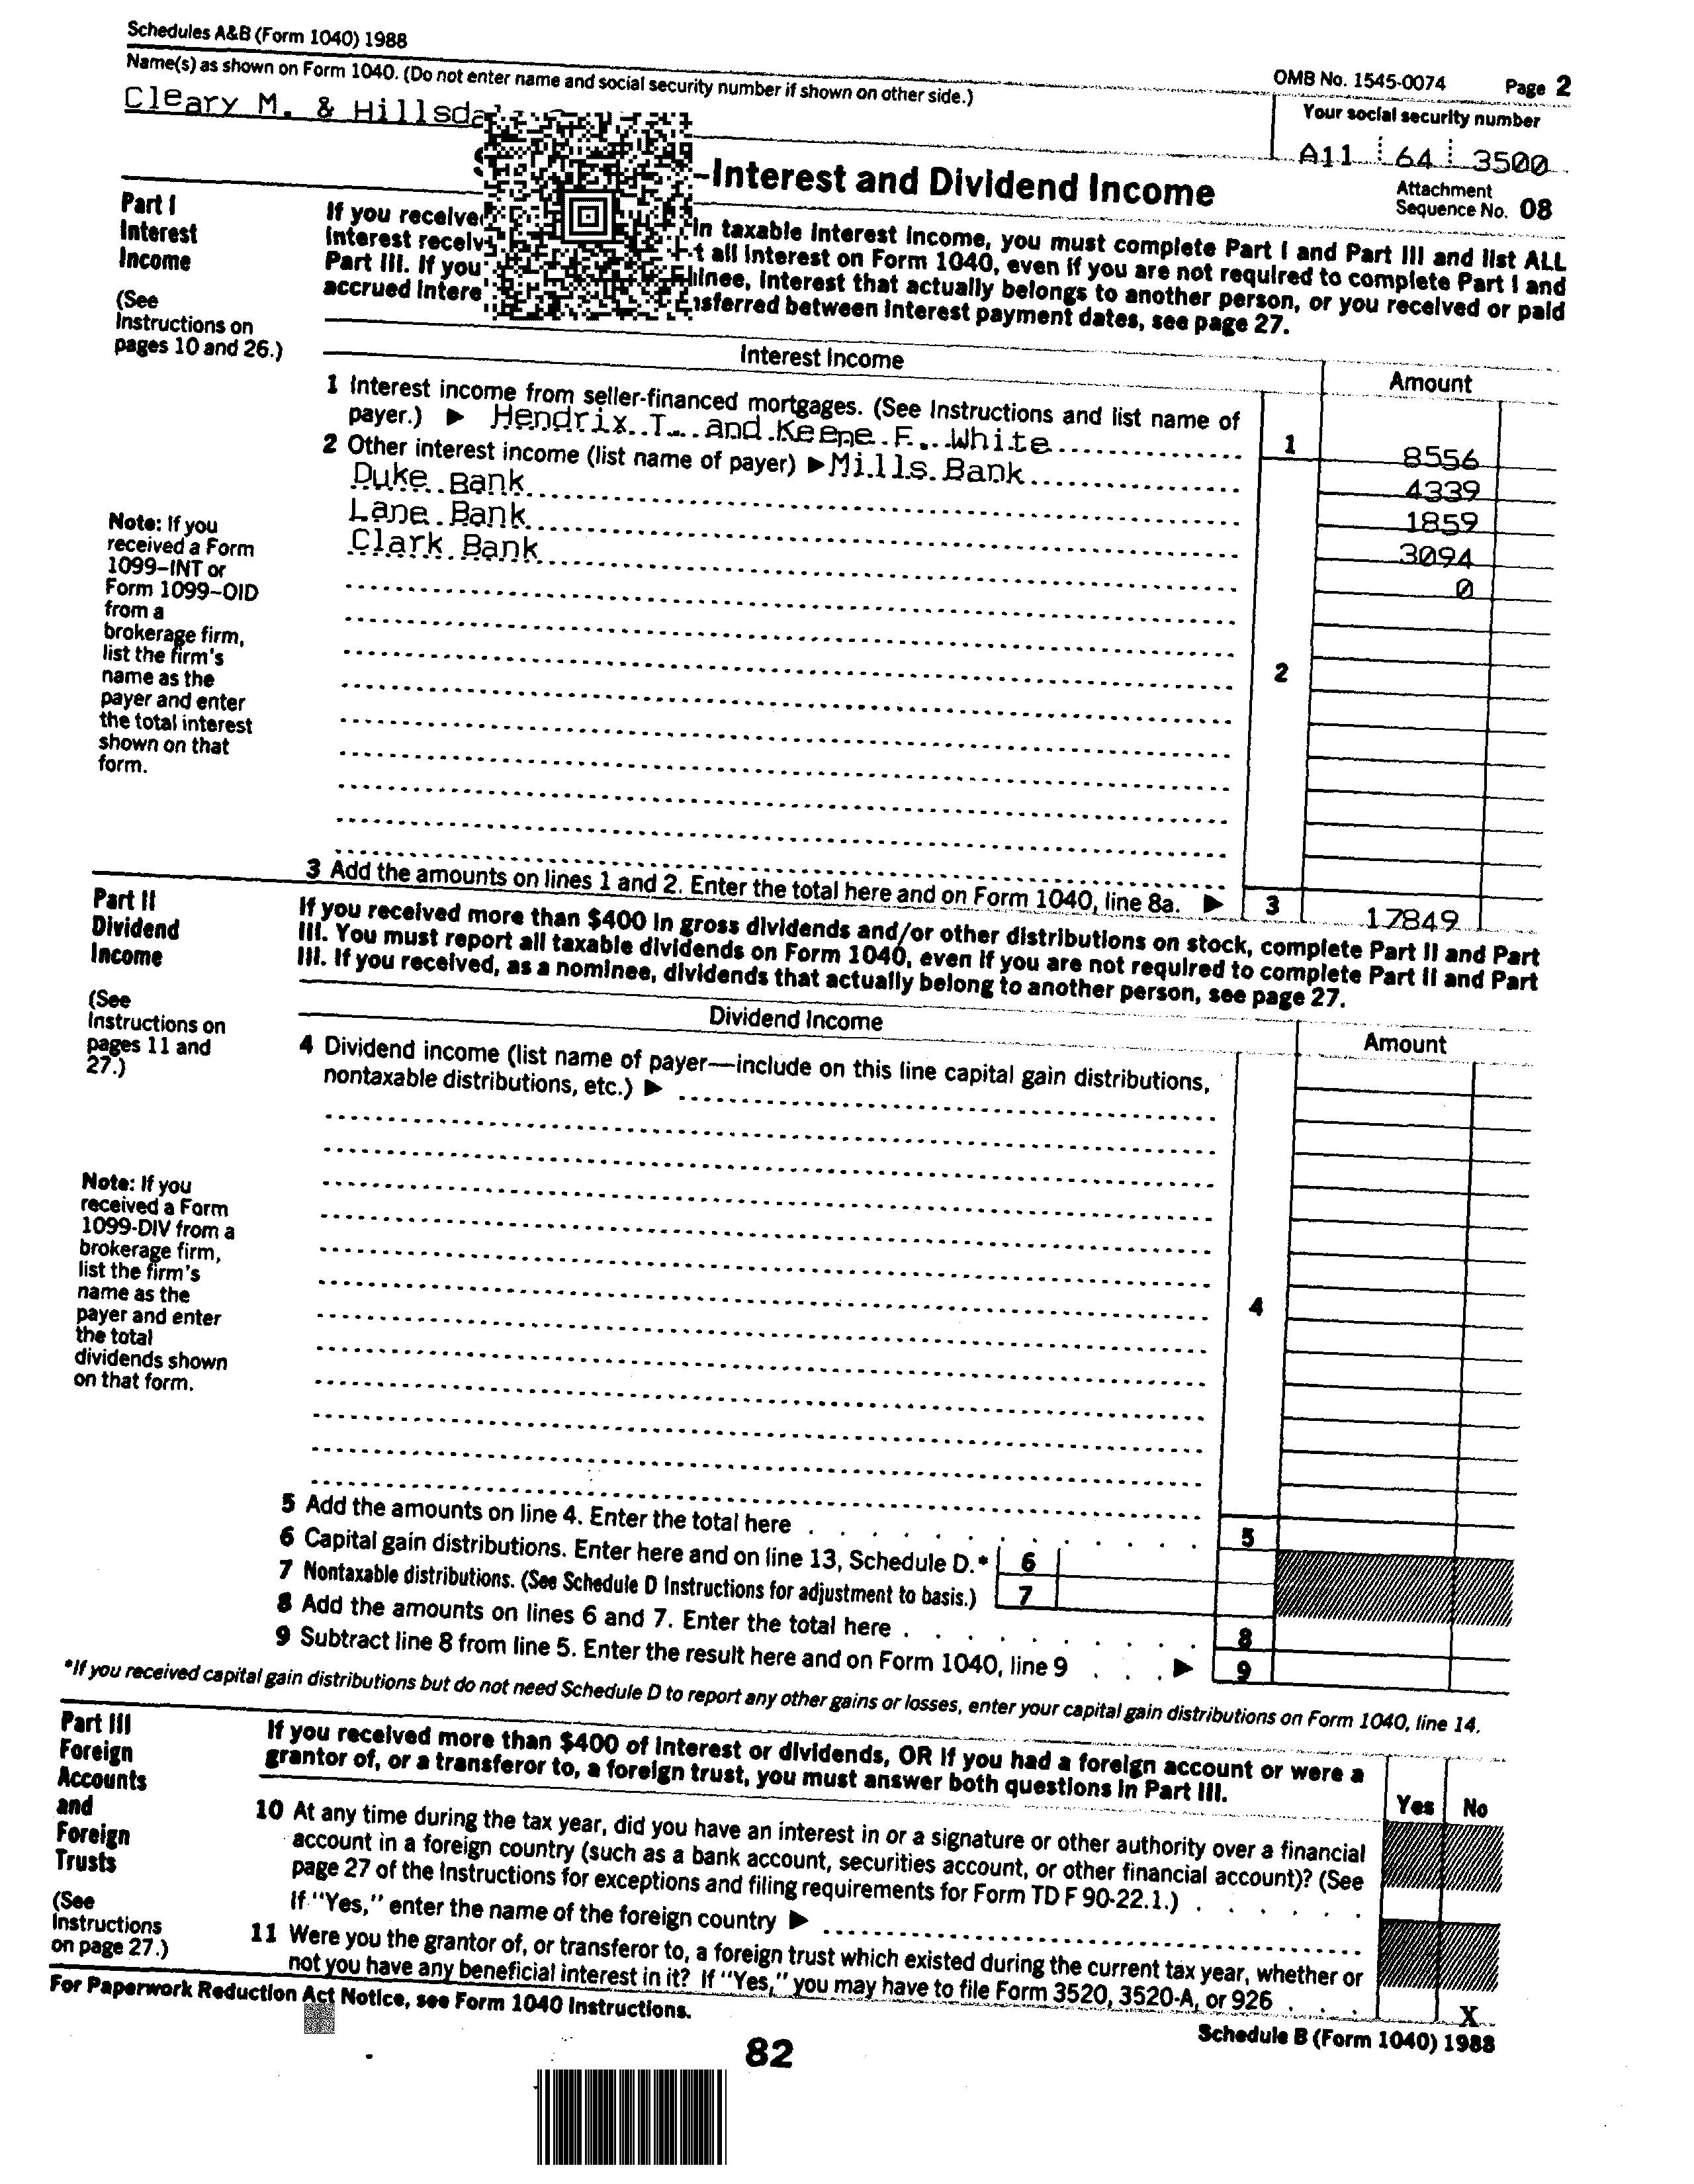 Schedules A&B (Form 1040) 1988
OMB No. 1545-0074 Page 2
Name(s) as shown on Form 1040. (Do not enter name and social security number if shown on other side.)
Your social security number
Cleary M. & Hillsda
A11 64 3500
-Interest and Dividend Income
Attachment
Sequence No. 08
Part I
Interest
Income
(See
Instructions on
pages 10 and 26.)
If you receive in taxable interest income, you must complete Part I and Part III and list ALL
interest all interest on Form 1040, even if you are not required to complete Part I and
Part III. If you interest that actually belongs to another person, or you received or paid
accrued between interest payment dates, see page 27.
Interest Income
Amount
1 Interest income from seller-financed mortgages. (See Instructions and list name of
payer.) ▶ Hendrix T. and Keene F. White 1 8556
2 Other interest income (list name of payer) ▶ Mills Bank 4339
Duke Bank 1859
Lane Bank 3094
Clark Bank 0
2
Note: If you
received a Form
1099-INT or
Form 1099-OID
from a
brokerage firm,
list the firm's
name as the
payer and enter
the total interest
shown on that
form.
3 Add the amounts on lines 1 and 2. Enter the total here and on Form 1040, line 8a. ▶ 3 17849
Part II
Dividend
Income
(See
Instructions on
pages 11 and
27.)
If you received more than $400 in gross dividends and/or other distributions on stock, complete Part II and Part
III. You must report all taxable dividends on Form 1040, even if you are not required to complete Part II and Part
III. If you received, as a nominee, dividends that actually belong to another person, see page 27.
Dividend Income
Amount
4 Dividend income (list name of payer—include on this line capital gain distributions,
nontaxable distributions, etc.) ▶
4
Note: If you
received a Form
1099-DIV from a
brokerage firm,
list the firm's
name as the
payer and enter
the total
dividends shown
on that form.
5 Add the amounts on line 4. Enter the total here 5
6 Capital gain distributions. Enter here and on line 13, Schedule D.* 6
7 Nontaxable distributions. (See Schedule D Instructions for adjustment to basis.) 7
8 Add the amounts on lines 6 and 7. Enter the total here 8
9 Subtract line 8 from line 5. Enter the result here and on Form 1040, line 9 ▶ 9
*If you received capital gain distributions but do not need Schedule D to report any other gains or losses, enter your capital gain distributions on Form 1040, line 14.
Part III
Foreign
Accounts
and
Foreign
Trusts
(See
Instructions
on page 27.)
If you received more than $400 of interest or dividends, OR if you had a foreign account or were a
grantor of, or a transferor to, a foreign trust, you must answer both questions in Part III.
Yes No
10 At any time during the tax year, did you have an interest in or a signature or other authority over a financial
account in a foreign country (such as a bank account, securities account, or other financial account)? (See
page 27 of the Instructions for exceptions and filing requirements for Form TD F 90-22.1.)
If "Yes," enter the name of the foreign country ▶
11 Were you the grantor of, or transferor to, a foreign trust which existed during the current tax year, whether or
not you have any beneficial interest in it? If "Yes," you may have to file Form 3520, 3520-A, or 926 X
For Paperwork Reduction Act Notice, see Form 1040 Instructions.
Schedule B (Form 1040) 1988
82